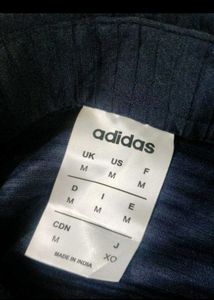 adidas
UK US F
M M M
D I E
M M M
CDN J
M XO
MADE IN INDIA